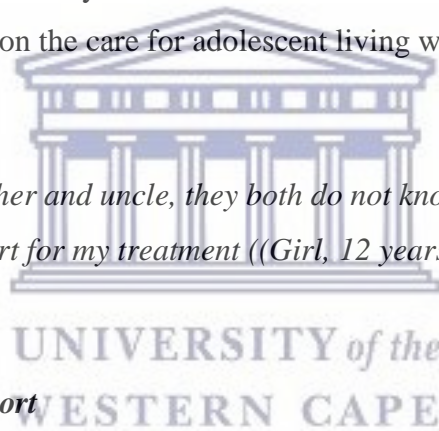 on the care for adolescent living w
her and uncle, they both do not kno
rt for my treatment ((Girl, 12 years
UNIVERSITY of the
ort
WESTERN CAPE